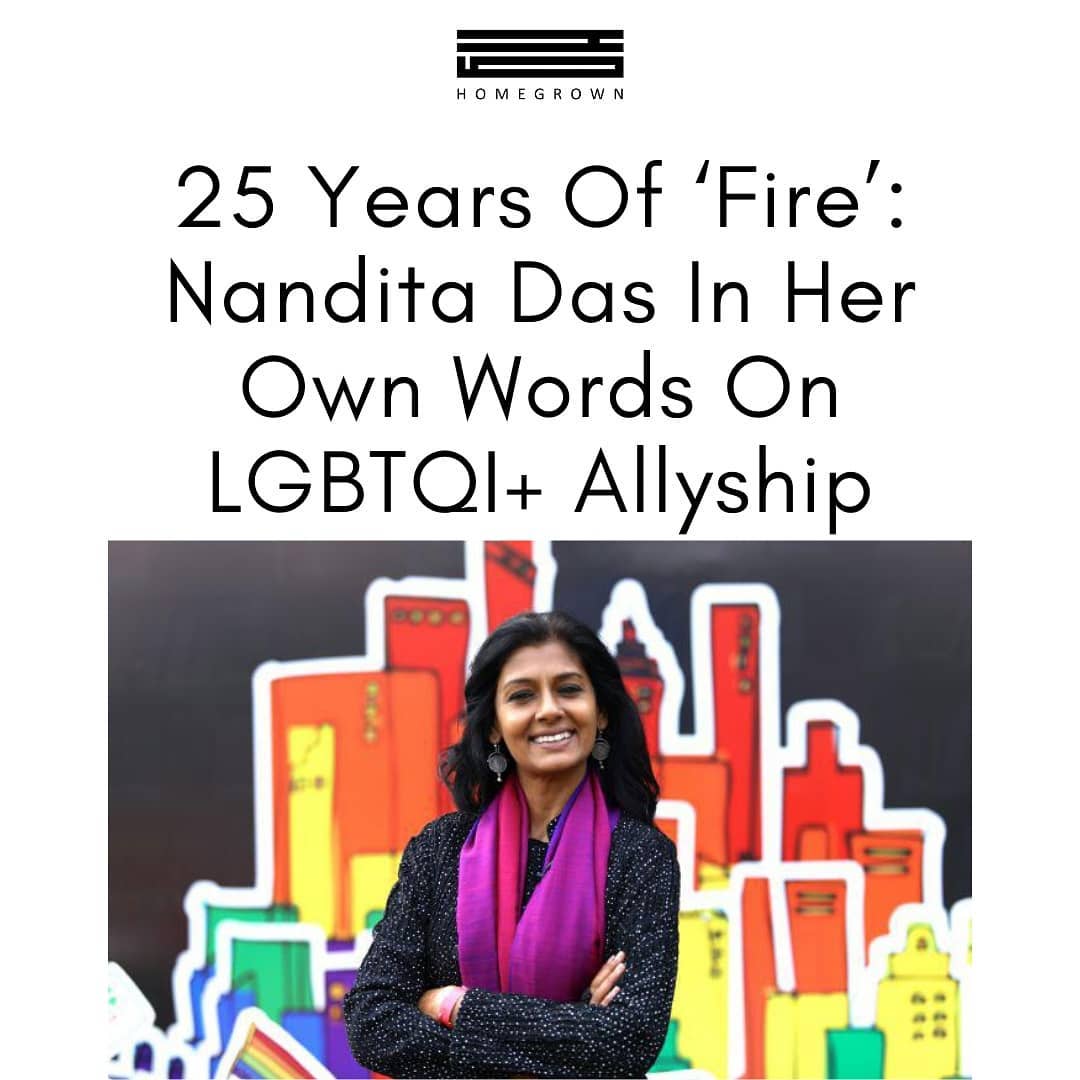 HOMEGROWN
25 Years Of ‘Fire’:
Nandita Das In Her
Own Words On
LGBTQI+ Allyship